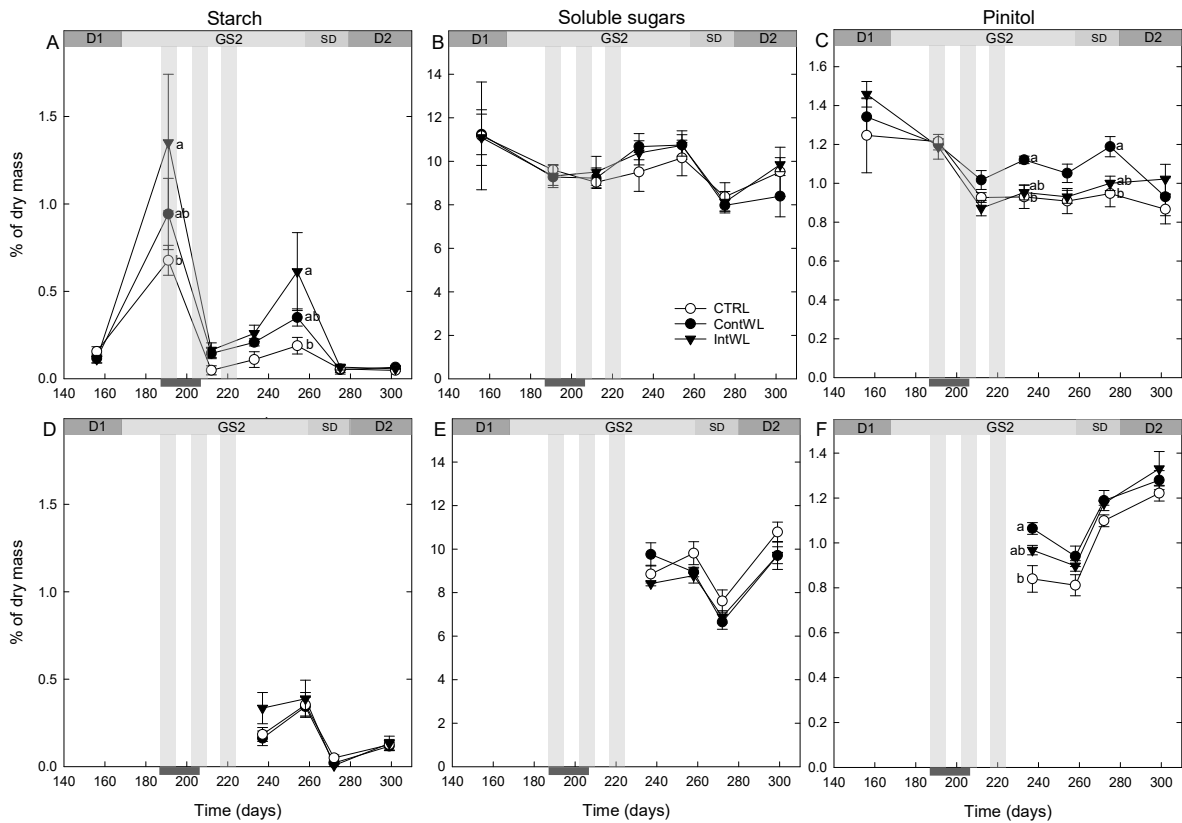 Starch
Soluble sugars
Pinitol
A
D1 GS2 SD D2
B
D1 GS2 SD D2
C
D1 GS2 SD D2
% of dry mass
1.5
1.0
0.5
0.0
14
12
10
8
6
4
2
0
1.6
1.4
1.2
1.0
0.8
0.6
0.4
0.2
0.0
a
ab
b
a
ab
b
a
ab
b
a
ab
b
CTRL
ContWL
IntWL
140 160 180 200 220 240 260 280 300
140 160 180 200 220 240 260 280 300
140 160 180 200 220 240 260 280 300
D
D1 GS2 SD D2
E
D1 GS2 SD D2
F
D1 GS2 SD D2
% of dry mass
1.5
1.0
0.5
0.0
14
12
10
8
6
4
2
0
1.4
1.2
1.0
0.8
0.6
0.4
0.2
0.0
a
ab
b
140 160 180 200 220 240 260 280 300
140 160 180 200 220 240 260 280 300
140 160 180 200 220 240 260 280 300
Time (days)
Time (days)
Time (days)